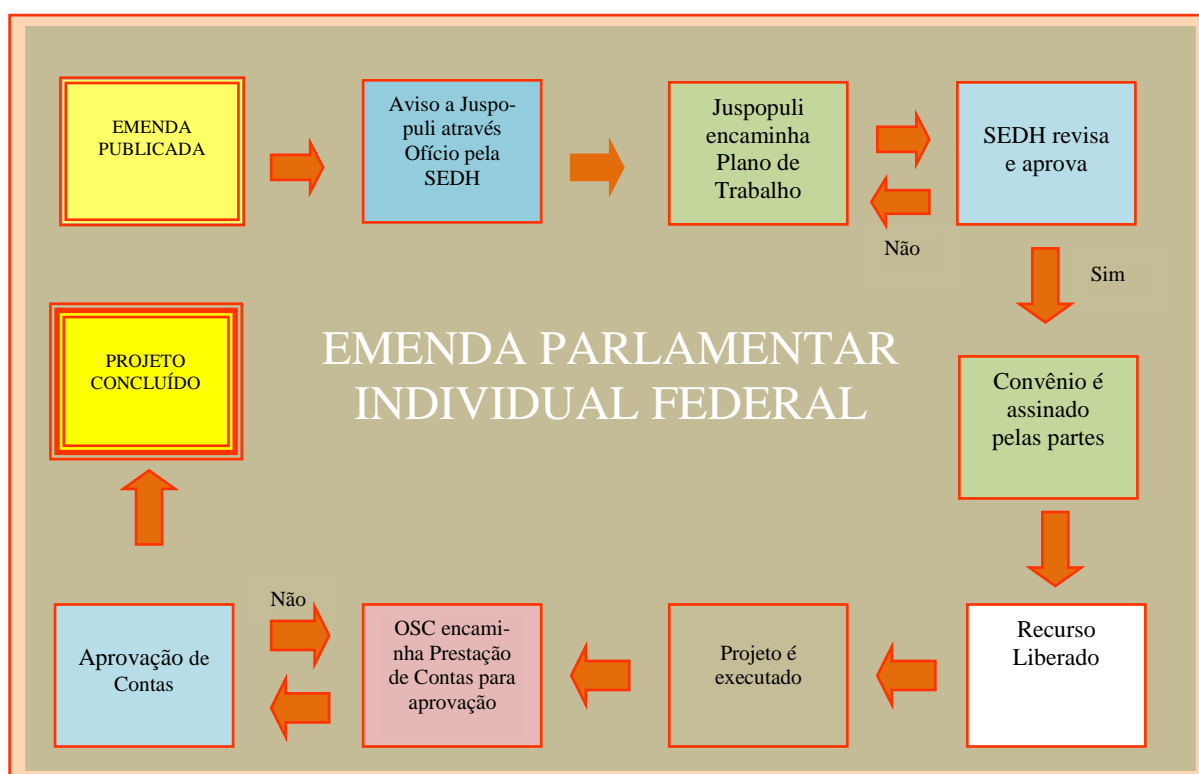 EMENDA
PUBLICADA
Aviso a Juspo-
puli através
Ofício pela
SEDH
Juspopuli
encaminha
Plano de
Trabalho
SEDH revisa
e aprova
Não
Sim
PROJETO
CONCLUÍDO
EMENDA PARLAMENTAR
INDIVIDUAL FEDERAL
Convênio é
assinado
pelas partes
Não
Aprovação de
Contas
OSC encami-
nha Prestação
de Contas para
aprovação
Projeto é
executado
Recurso
Liberado